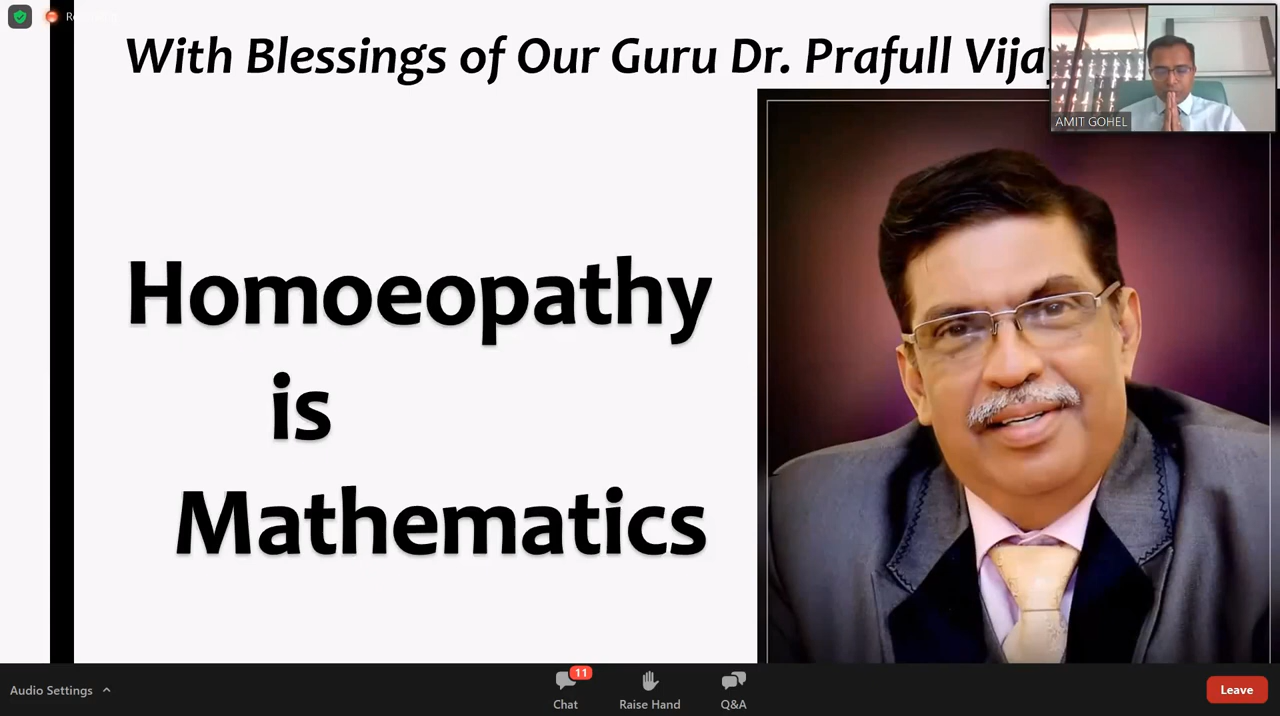 With Blessings of Our Guru Dr. Prafull
AMIT GOHEL
Homoeopathy
is
Mathematics
Audio Settings
11
Chat
Raise Hand
Q&A
Leave